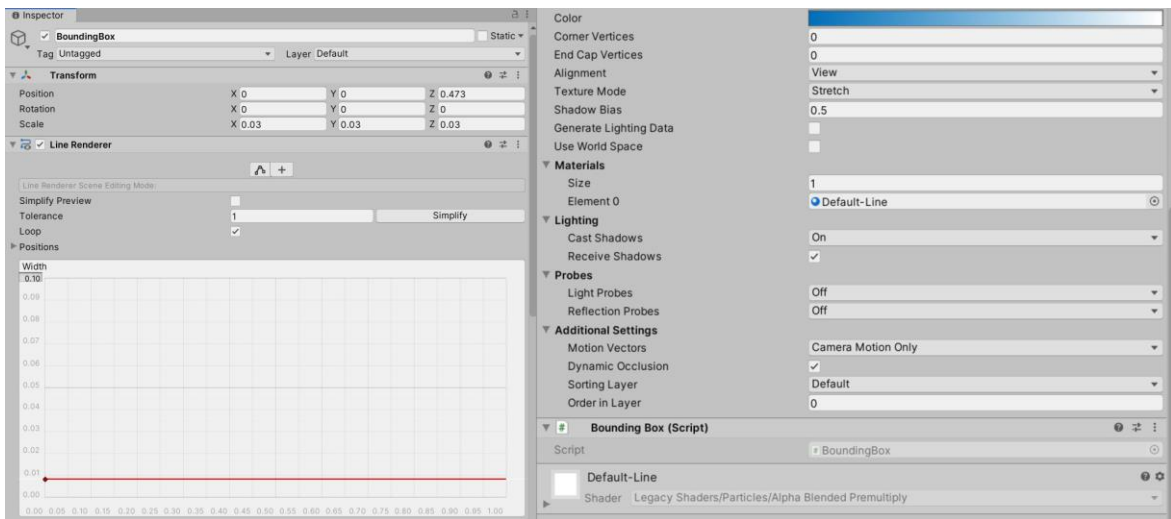 Inspector
BoundingBox Static
Tag Untagged Layer Default
Transform
Position X 0 Y 0 Z 0.473
Rotation X 0 Y 0 Z 0
Scale X 0.03 Y 0.03 Z 0.03
Line Renderer
Line Renderer Scene Editing Mode:
Simplify Preview
Tolerance 1 Simplify
Loop
Positions
Width
0.10
0.09
0.08
0.07
0.06
0.05
0.04
0.03
0.02
0.01
0.00
0.00 0.05 0.10 0.15 0.20 0.25 0.30 0.35 0.40 0.45 0.50 0.55 0.60 0.65 0.70 0.75 0.80 0.85 0.90 0.95 1.00
Color
Corner Vertices 0
End Cap Vertices 0
Alignment View
Texture Mode Stretch
Shadow Bias 0.5
Generate Lighting Data
Use World Space
Materials
Size 1
Element 0 Default-Line
Lighting
Cast Shadows On
Receive Shadows
Probes
Light Probes Off
Reflection Probes Off
Additional Settings
Motion Vectors Camera Motion Only
Dynamic Occlusion
Sorting Layer Default
Order in Layer 0
# Bounding Box (Script)
Script BoundingBox
Default-Line
Shader Legacy Shaders/Particles/Alpha Blended Premultiply